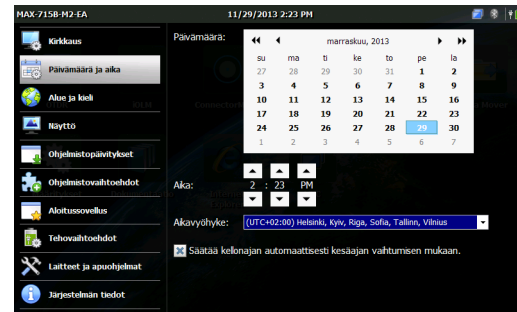 MAX-715B-M2-EA 11/29/2013 2:23 PM
Kirkkaus
Päivämäärä ja aika
Alue ja kieli
Näyttö
Ohjelmistopäivitykset
Ohjelmistovaihtoehdot
Aloitussovellus
Tehovaihtoehdot
Laitteet ja apuohjelmat
Järjestelmän tiedot
Päivämäärä:
marraskuu, 2013
su ma ti ke to pe la
27 28 29 30 31 1 2
3 4 5 6 7 8 9
10 11 12 13 14 15 16
17 18 19 20 21 22 23
24 25 26 27 28 29 30
1 2 3 4 5 6 7
Aika: 2 : 23 PM
Aikavyöhyke: (UTC+02:00) Helsinki, Kyiv, Riga, Sofia, Tallinn, Vilnius
Säätää kellonajan automaattisesti kesäajan vaihtumisen mukaan.